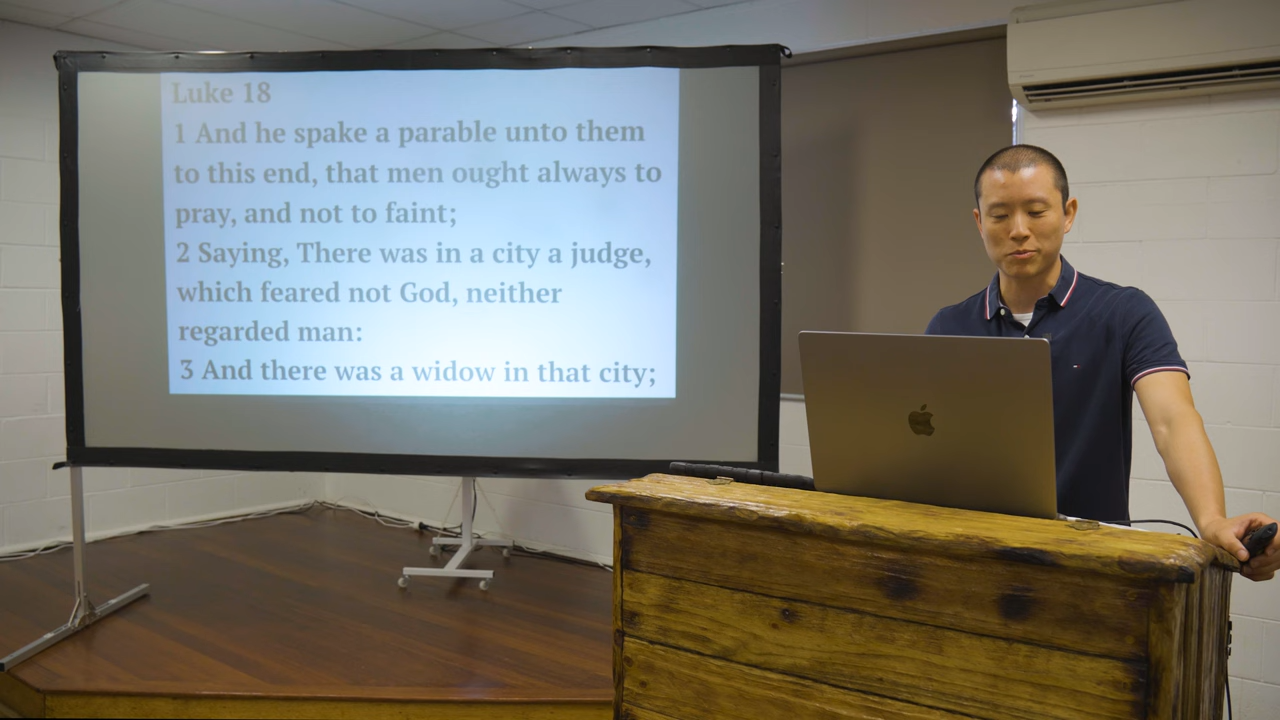 Luke 18
1 And he spake a parable unto them
to this end, that men ought always to
pray, and not to faint;
2 Saying, There was in a city a judge,
which feared not God, neither
regarded man:
3 And there was a widow in that city;